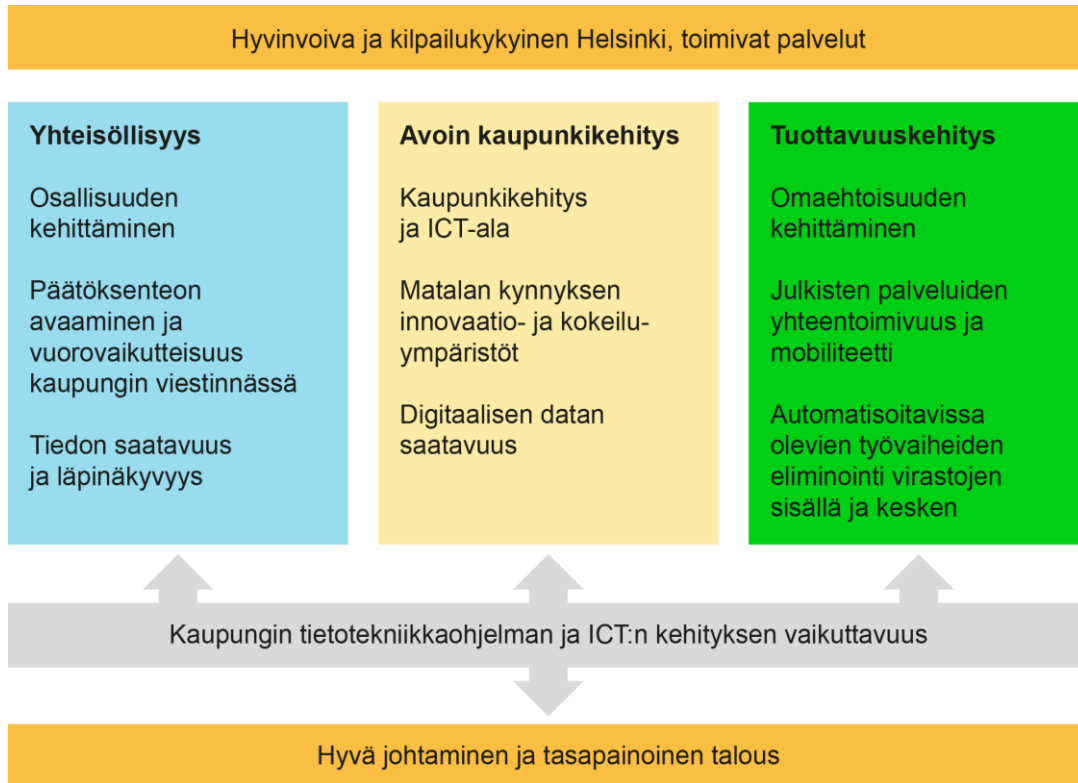 Hyvinvoiva ja kilpailukykyinen Helsinki, toimivat palvelut
Yhteisöllisyys
Osallisuuden
kehittäminen
Päätöksenteon
avaaminen ja
vuorovaikutteisuus
kaupungin viestinnässä
Tiedon saatavuus
ja läpinäkyvyys
Avoin kaupunkikehitys
Kaupunkikehitys
ja ICT-ala
Matalan kynnyksen
innovaatio- ja kokeilu-
ympäristöt
Digitaalisen datan
saatavuus
Tuottavuuskehitys
Omaehtoisuuden
kehittäminen
Julkisten palveluiden
yhteentoimivuus ja
mobiliteetti
Automatisoitavissa
olevien työvaiheiden
eliminointi virastojen
sisällä ja kesken
Kaupungin tietotekniikkaohjelman ja ICT:n kehityksen vaikuttavuus
Hyvä johtaminen ja tasapainoinen talous